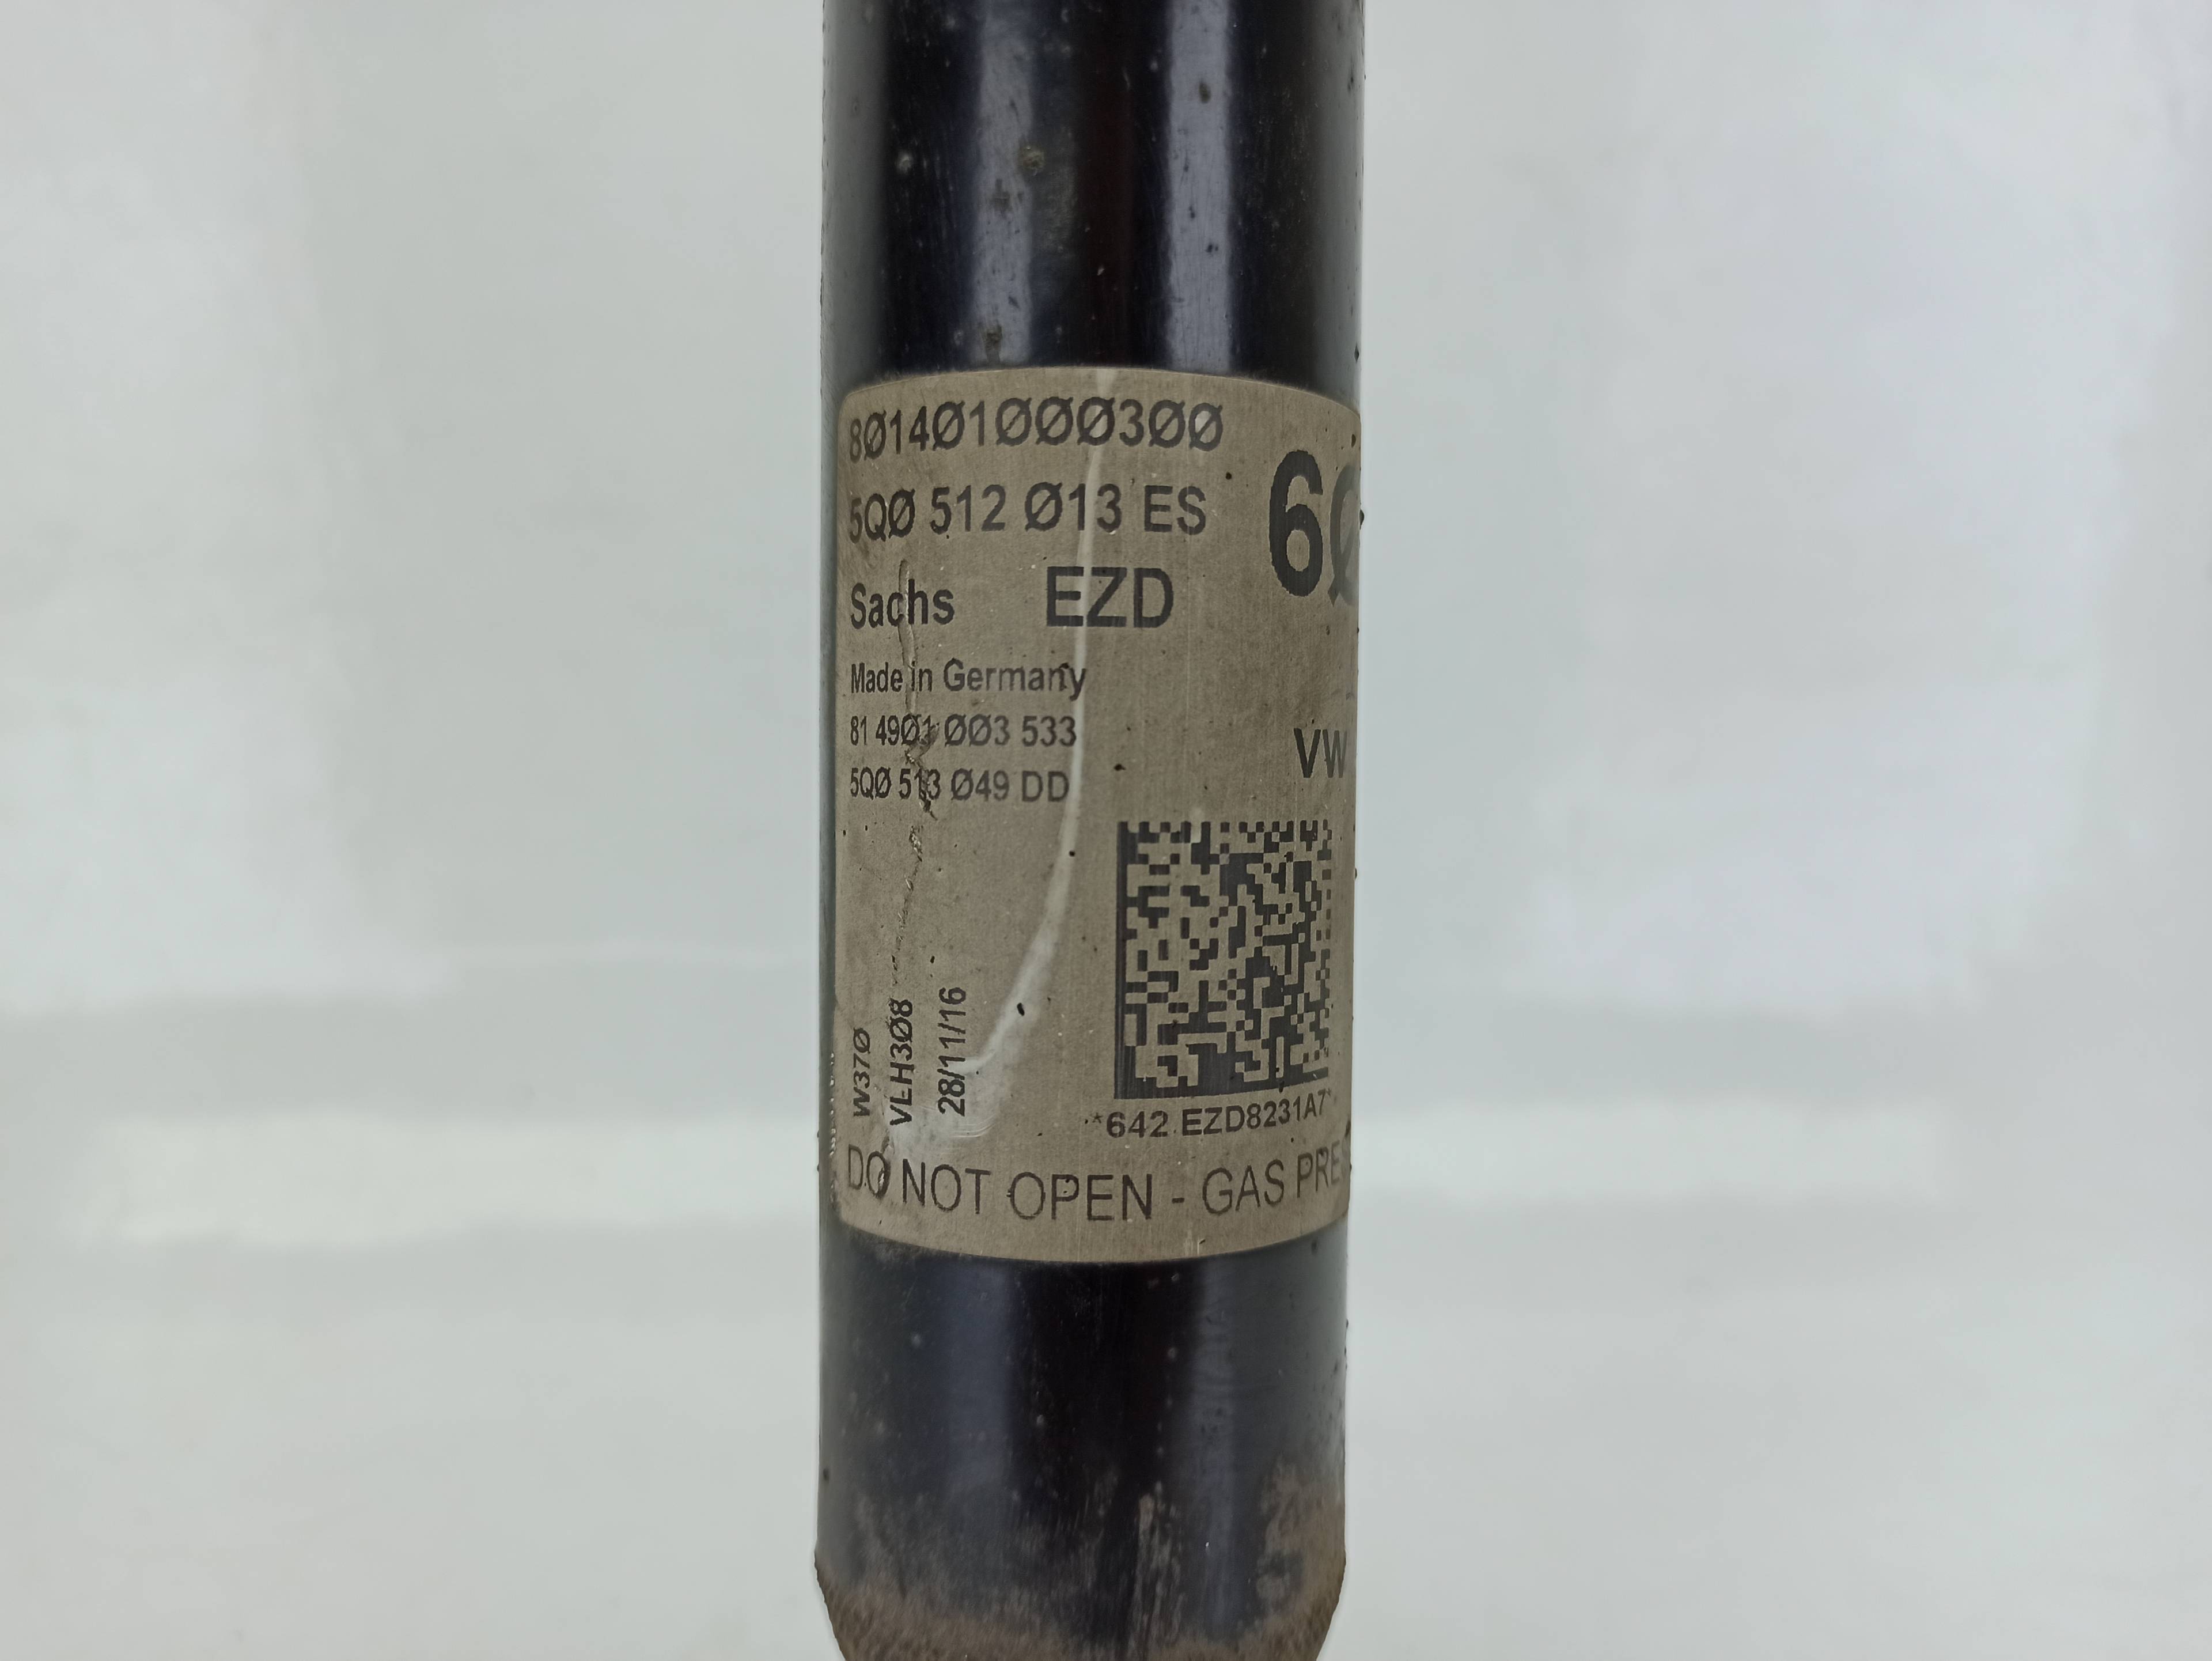 8Ø14Ø1ØØØ3ØØ
5QØ 512 Ø13 ES
6Ø
Sachs EZD
Made in Germany
81 49Ø1 ØØ3 533
VW
5QØ 513 Ø49 DD
W37Ø
VLH3Ø8
28/11/16
*642 EZD8231A7*
DO NOT OPEN - GAS PRES